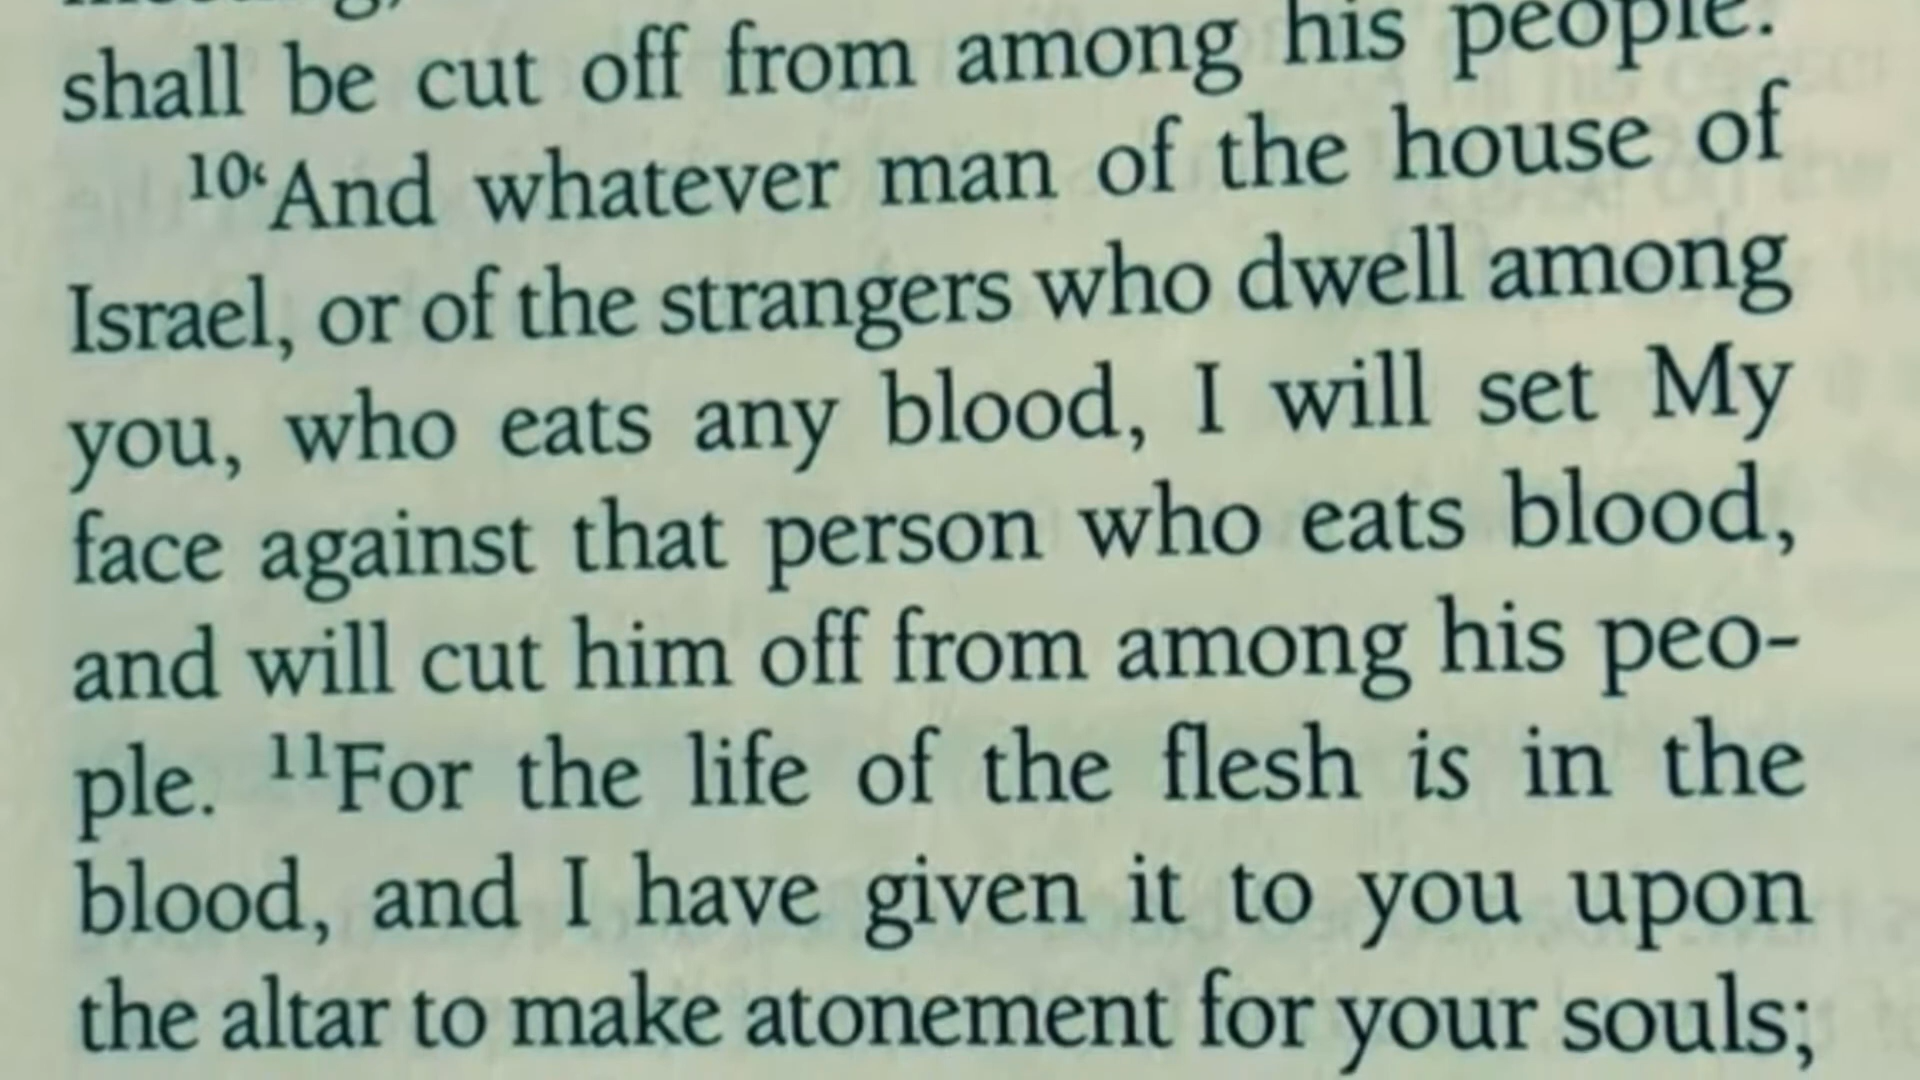 shall be cut off from among his people.
10‘And whatever man of the house of
Israel, or of the strangers who dwell among
you, who eats any blood, I will set My
face against that person who eats blood,
and will cut him off from among his peo-
ple. 11For the life of the flesh is in the
blood, and I have given it to you upon
the altar to make atonement for your souls;